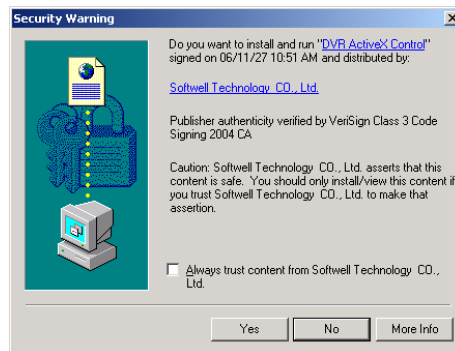 Security Warning
Do you want to install and run "DVR ActiveX Control"
signed on 06/11/27 10:51 AM and distributed by:
Softwell Technology CO., Ltd.
Publisher authenticity verified by VeriSign Class 3 Code
Signing 2004 CA
Caution: Softwell Technology CO., Ltd. asserts that this
content is safe. You should only install/view this content if
you trust Softwell Technology CO., Ltd. to make that
assertion.
Always trust content from Softwell Technology CO.,
Ltd.
Yes No More Info